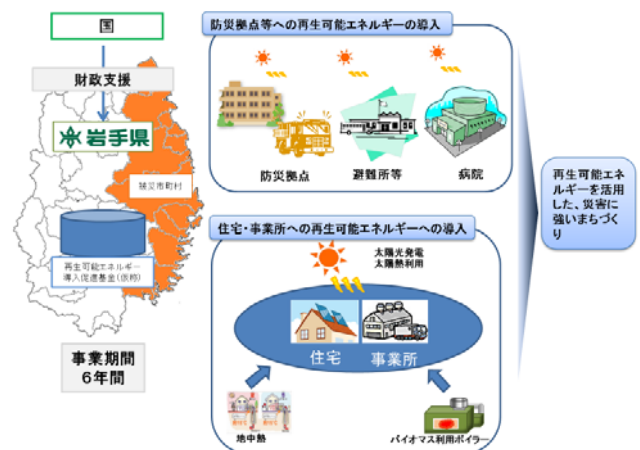 国
財政支援
岩手県
被災市町村
再生可能エネルギー
導入促進基金(仮称)
事業期間
6年間
防災拠点等への再生可能エネルギーの導入
防災拠点
避難所等
病院
住宅・事業所への再生可能エネルギーへの導入
太陽光発電
太陽熱利用
住宅
事業所
地中熱
バイオマス利用ボイラー
再生可能エネ
ルギーを活用
した、災害に
強いまちづく
り